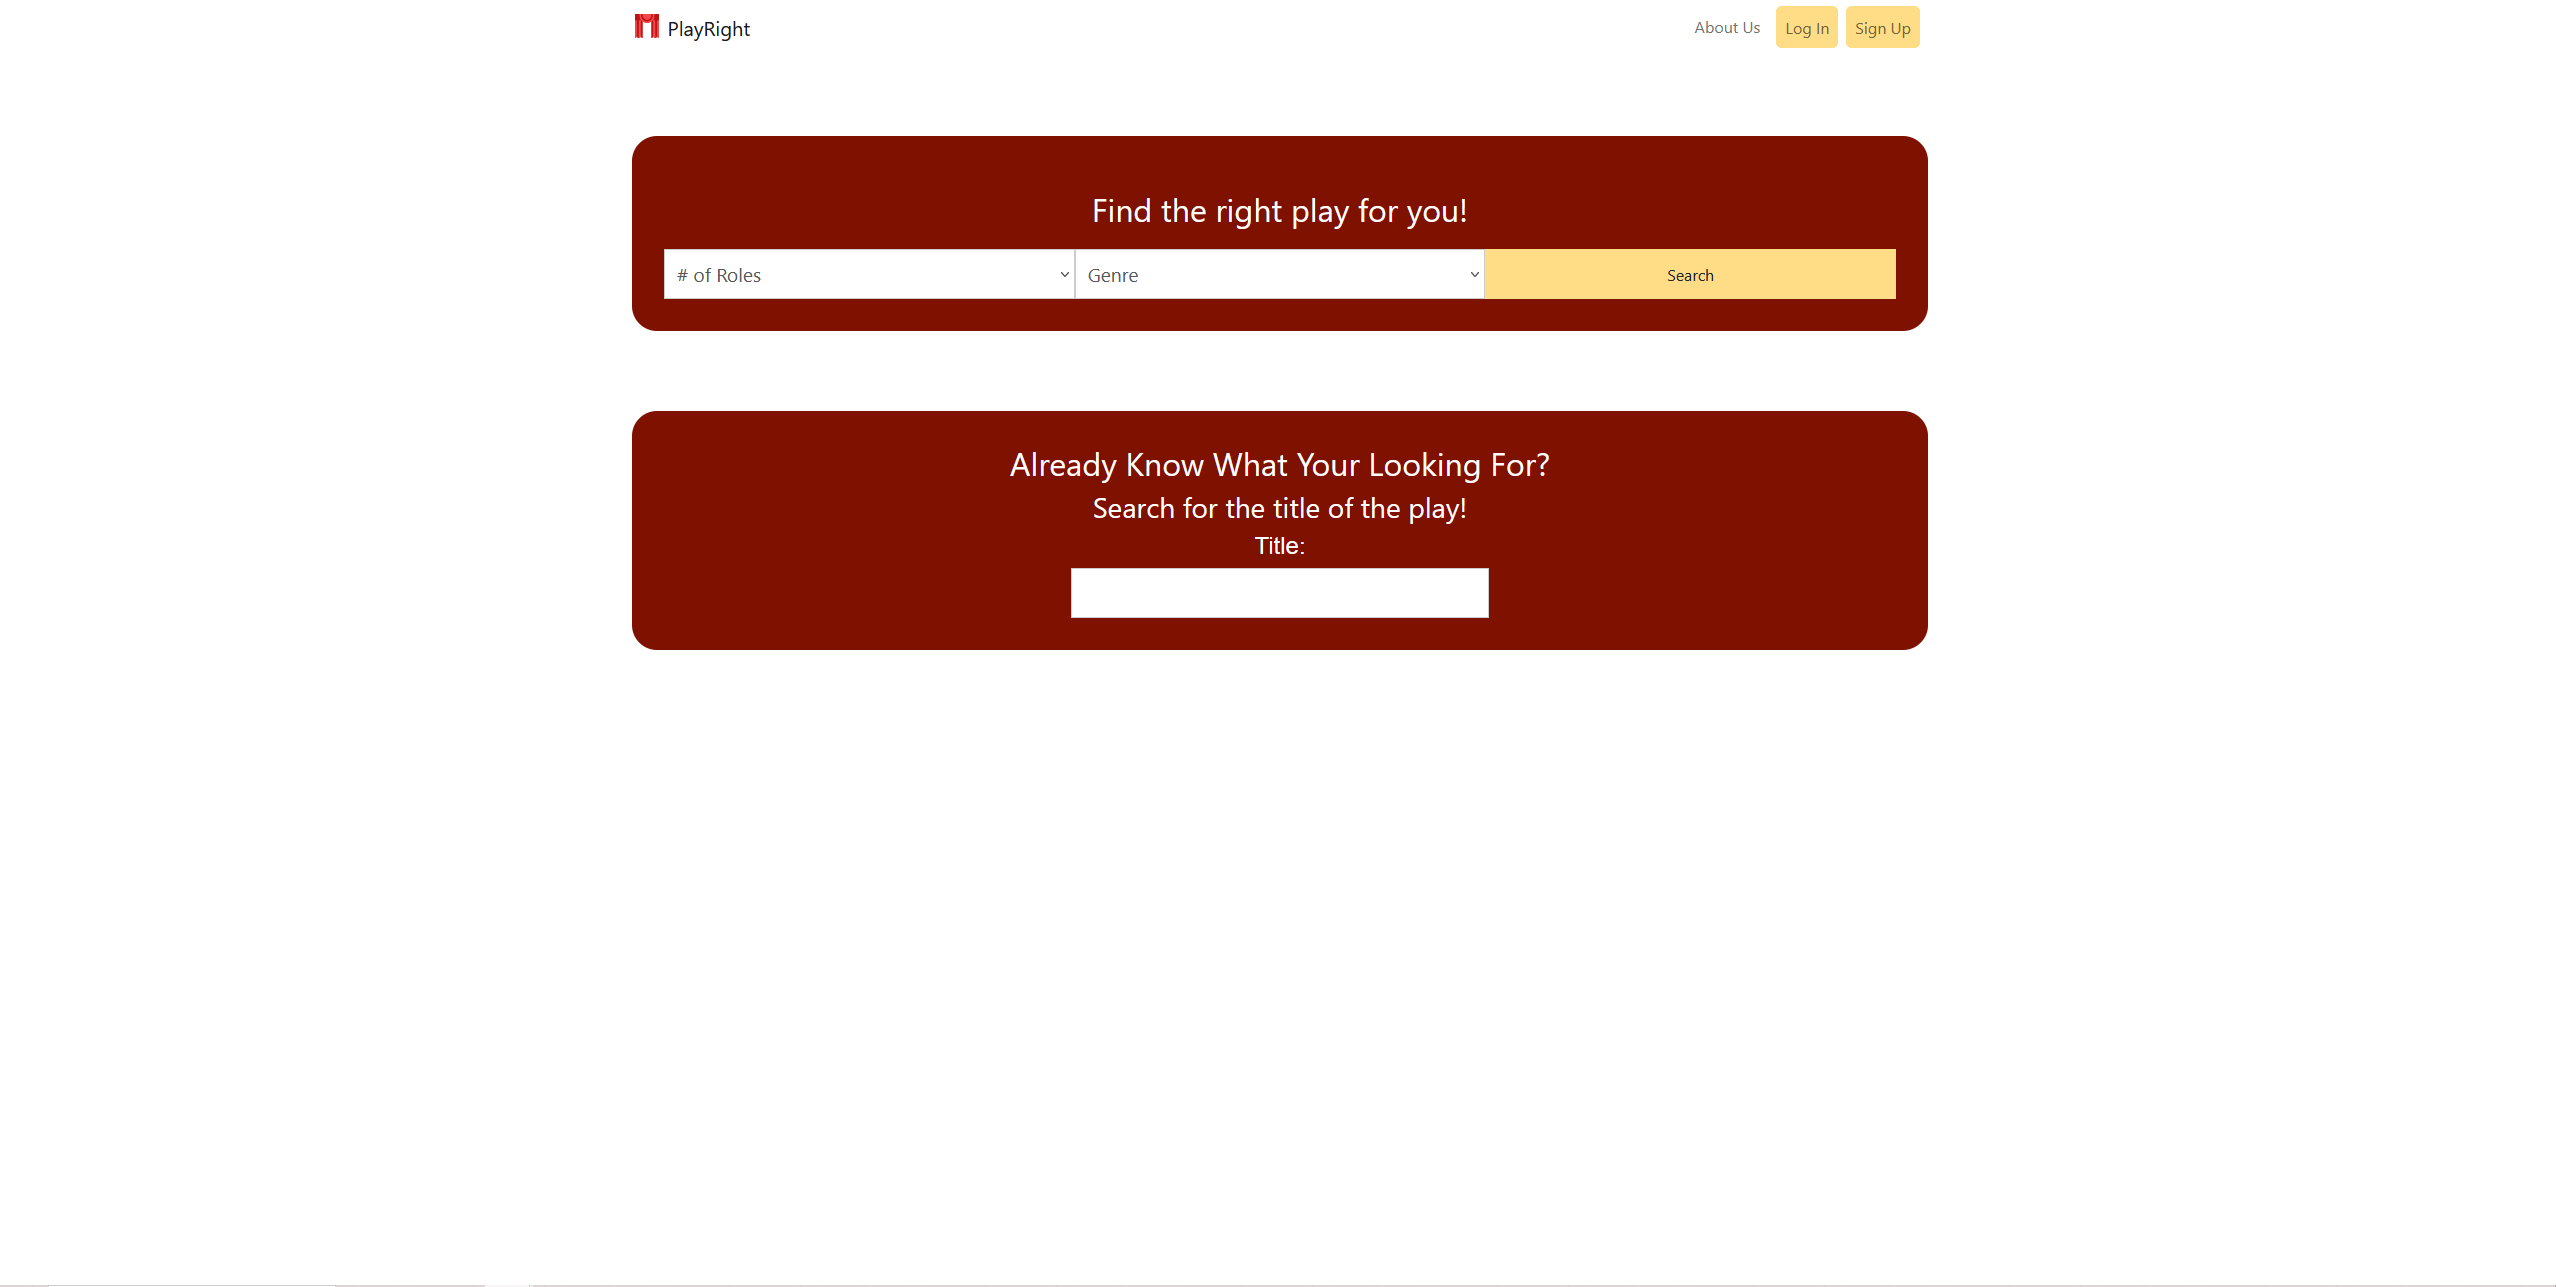 PlayRight
About Us
Log In
Sign Up
Find the right play for you!
# of Roles
Genre
Search
Already Know What Your Looking For?
Search for the title of the play!
Title: